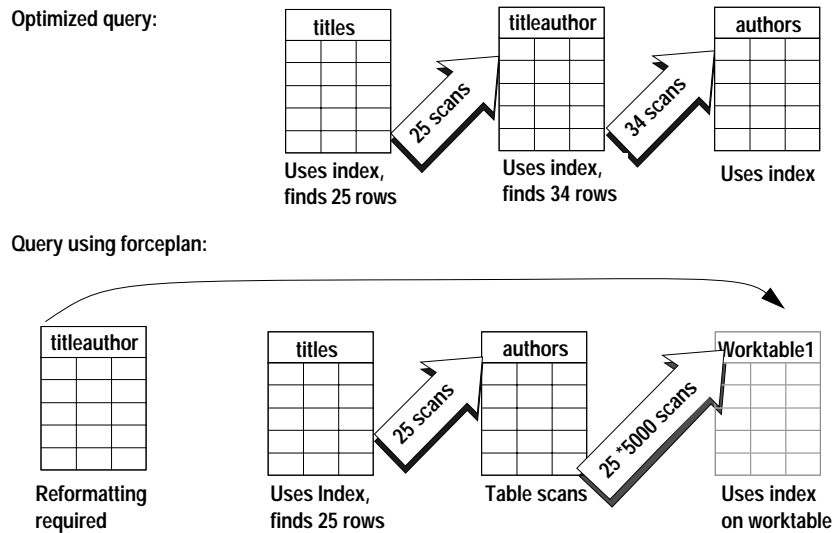 Optimized query:
titles
titleauthor
authors
25 scans
34 scans
Uses index,
finds 25 rows
Uses index,
finds 34 rows
Uses index
Query using forceplan:
titleauthor
titles
authors
Worktable1
25 scans
25 *5000 scans
Reformatting
required
Uses Index,
finds 25 rows
Table scans
Uses index
on worktable